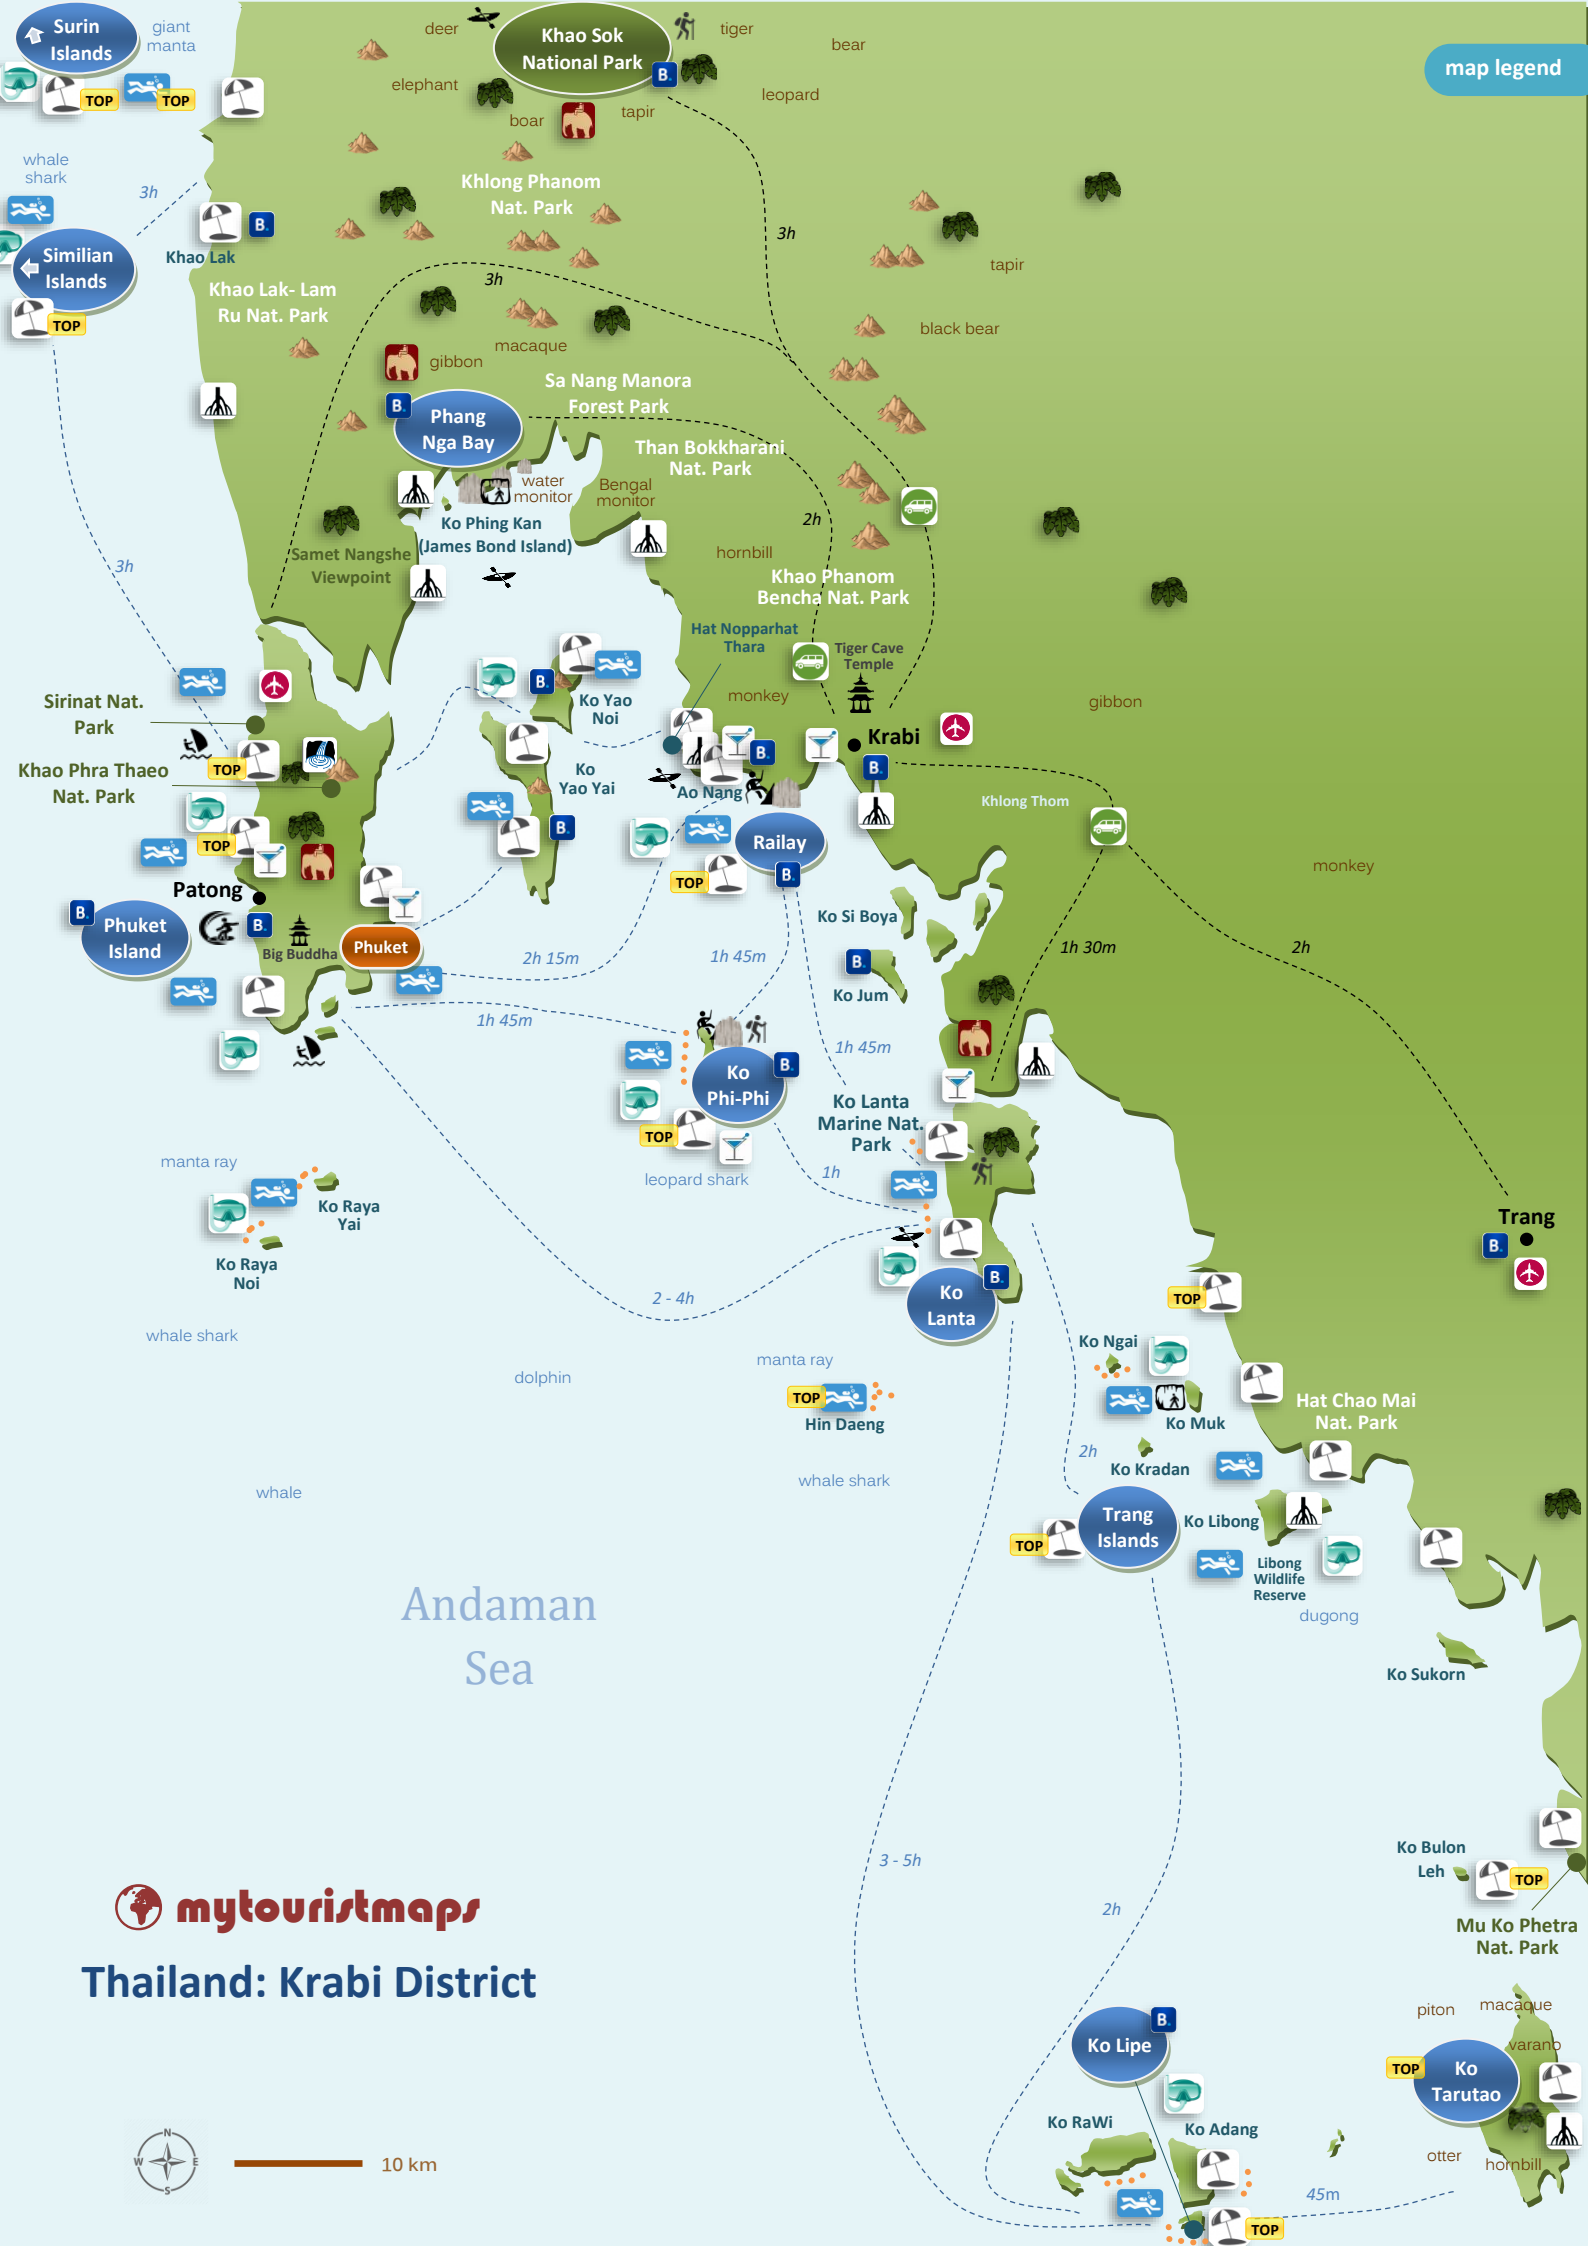 Surin
Islands
giant
manta
TOP
TOP
deer
Khao Sok
National Park
B.
tiger
bear
map legend
elephant
leopard
boar
tapir
whale
shark
3h
Khlong Phanom
Nat. Park
Similian
Islands
TOP
B.
Khao Lak
Khao Lak- Lam
Ru Nat. Park
3h
3h
tapir
black bear
macaque
gibbon
B.
Phang
Nga Bay
Sa Nang Manora
Forest Park
Than Bokkharani
Nat. Park
water
monitor
Bengal
monitor
Ko Phing Kan
(James Bond Island)
Samet Nangshe
Viewpoint
2h
hornbill
Khao Phanom
Bencha Nat. Park
3h
Hat Nopparhat
Thara
Tiger Cave
Temple
monkey
gibbon
Sirinat Nat.
Park
B.
Ko Yao
Noi
Krabi
B.
B.
TOP
Khao Phra Thaeo
Nat. Park
Ko
Yao Yai
B.
Ao Nang
Khlong Thom
TOP
Railay
B.
TOP
monkey
Patong
B.
Phuket
Island
B.
Big Buddha
Phuket
Ko Si Boya
B.
Ko Jum
2h 15m
1h 45m
1h 30m
2h
1h 45m
1h 45m
Ko
Phi-Phi
B.
TOP
Ko Lanta
Marine Nat.
Park
leopard shark
1h
manta ray
Ko Raya
Yai
Ko Raya
Noi
Trang
B.
whale shark
2 - 4h
Ko
Lanta
B.
TOP
dolphin
manta ray
TOP
Hin Daeng
whale shark
whale
Ko Ngai
Ko Muk
Hat Chao Mai
Nat. Park
2h
Ko Kradan
Trang
Islands
TOP
Ko Libong
Libong
Wildlife
Reserve
dugong
Andaman
Sea
Ko Sukorn
3 - 5h
2h
Ko Bulon
Leh
TOP
Mu Ko Phetra
Nat. Park
mytouristmaps
Thailand: Krabi District
Ko Lipe
B.
piton
macaque
varano
TOP
Ko
Tarutao
Ko RaWi
Ko Adang
otter
hornbill
45m
TOP
N
W
E
S
10 km